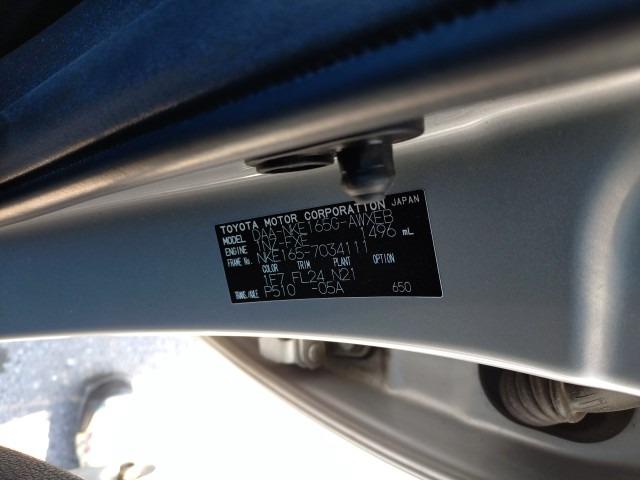 TOYOTA MOTOR CORPORATION JAPAN
MODEL DAA-NKE165G-AWXEB
ENGINE 1NZ-FXE 1496 mL
FRAME No. NKE165-7034111
COLOR TRIM PLANT OPTION
1F7 FL24 N21
TRANS./AXLE P510 -05A 650